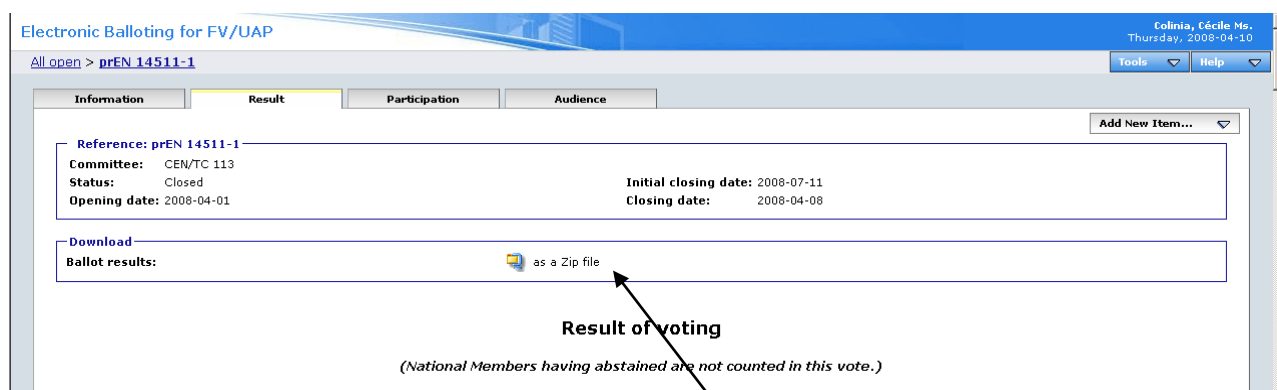 Electronic Balloting for FV/UAP
Colinia, Cécile Ms.
Thursday, 2008-04-10
All open > prEN 14511-1
Tools Help
Information Result Participation Audience
Add New Item...
Reference: prEN 14511-1
Committee: CEN/TC 113
Status: Closed Initial closing date: 2008-07-11
Opening date: 2008-04-01 Closing date: 2008-04-08
Download
Ballot results: as a Zip file
Result of voting
(National Members having abstained are not counted in this vote.)